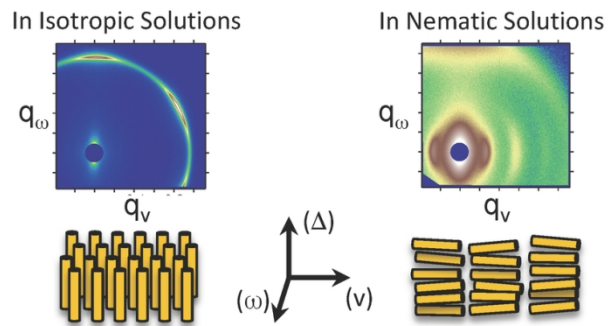 In Isotropic Solutions
In Nematic Solutions
qω
qω
qv
qv
(Δ)
(ω)
(v)